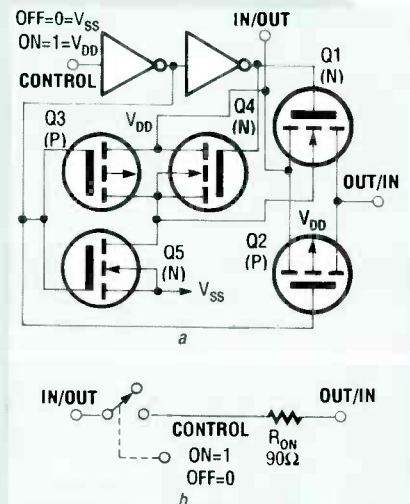 OFF=0=VSS
ON=1=VDD
CONTROL
IN/OUT
Q1
(N)
Q3
(P)
VDD
Q4
(N)
OUT/IN
Q2
(P)
VDD
Q5
(N)
VSS
a
IN/OUT
OUT/IN
CONTROL
ON=1
OFF=0
RON
90Ω
b